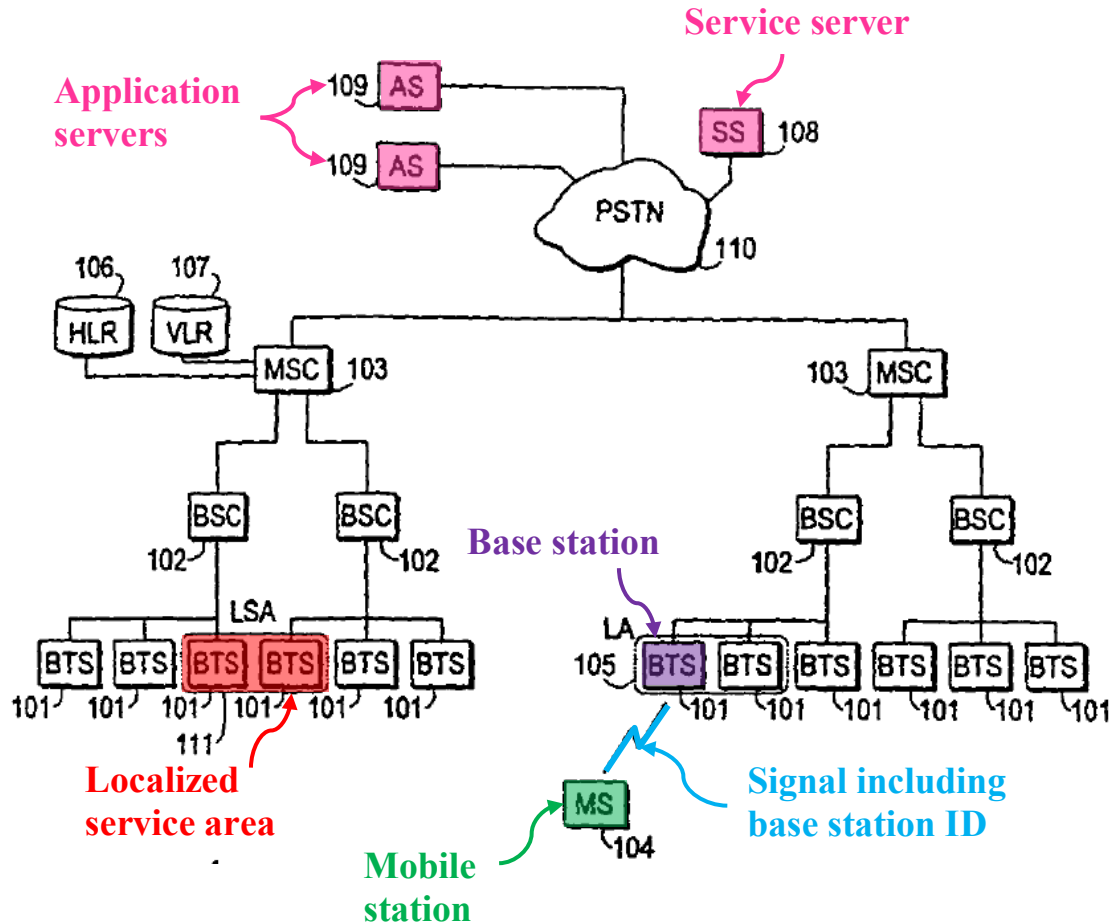 Service server
Application servers
109 AS
109 AS
SS
108
PSTN
110
106 107
HLR VLR
MSC
103
103 MSC
BSC BSC
102 102
BSC BSC
102 102
Base station
LSA
LA
105
BTS BTS BTS BTS BTS BTS
BTS BTS BTS BTS BTS BTS
101 101 101 101 101 101
101 101 101 101 101 101
111
Localized
service area
MS
104
Signal including
base station ID
Mobile
station